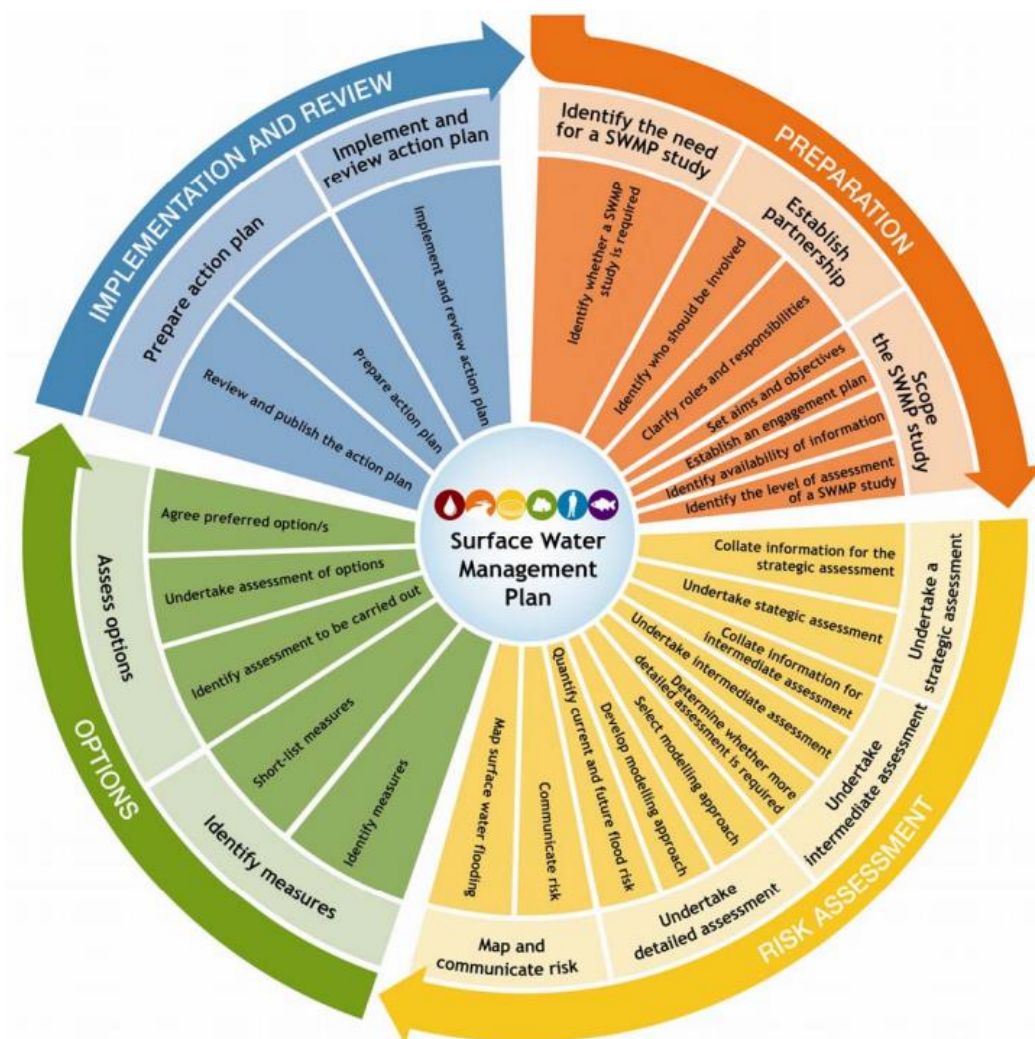 PREPARATION
Identify the need
for a SWMP study
Identify whether a SWMP
study is required
Establish
partnership
Identify who should be involved
Clarify roles and responsibilities
Scope
the SWMP study
Set aims and objectives
Establish an engagement plan
Identify availability of information
Identify the level of assessment
of a SWMP study
RISK ASSESSMENT
Undertake a
strategic assessment
Collate information for the
strategic assessment
Undertake stategic assessment
Undertake
intermediate assessment
Collate information for
intermediate assessment
Undertake intermediate assessment
Determine whether more
detailed assessment is required
Undertake
detailed assessment
Select modelling approach
Develop modelling approach
Quantify current and future flood risk
Map and
communicate risk
Communicate risk
Map surface water flooding
OPTIONS
Identify measures
Identify measures
Short-list measures
Assess options
Identify assessment to be carried out
Undertake assessment of options
Agree preferred option/s
IMPLEMENTATION AND REVIEW
Prepare action plan
Review and publish the action plan
Prepare action plan
Implement and
review action plan
Implement and review action plan
Surface Water
Management
Plan